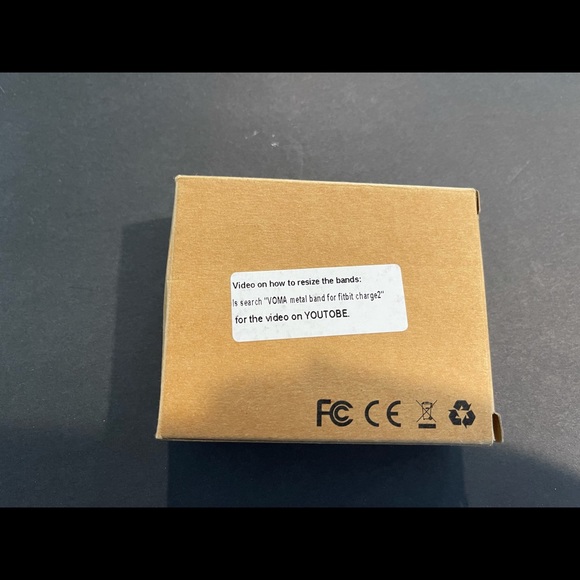 Video on how to resize the bands:
ls search "VOMA metal band for fitbit charge2"
for the video on YOUTOBE.
FC CE